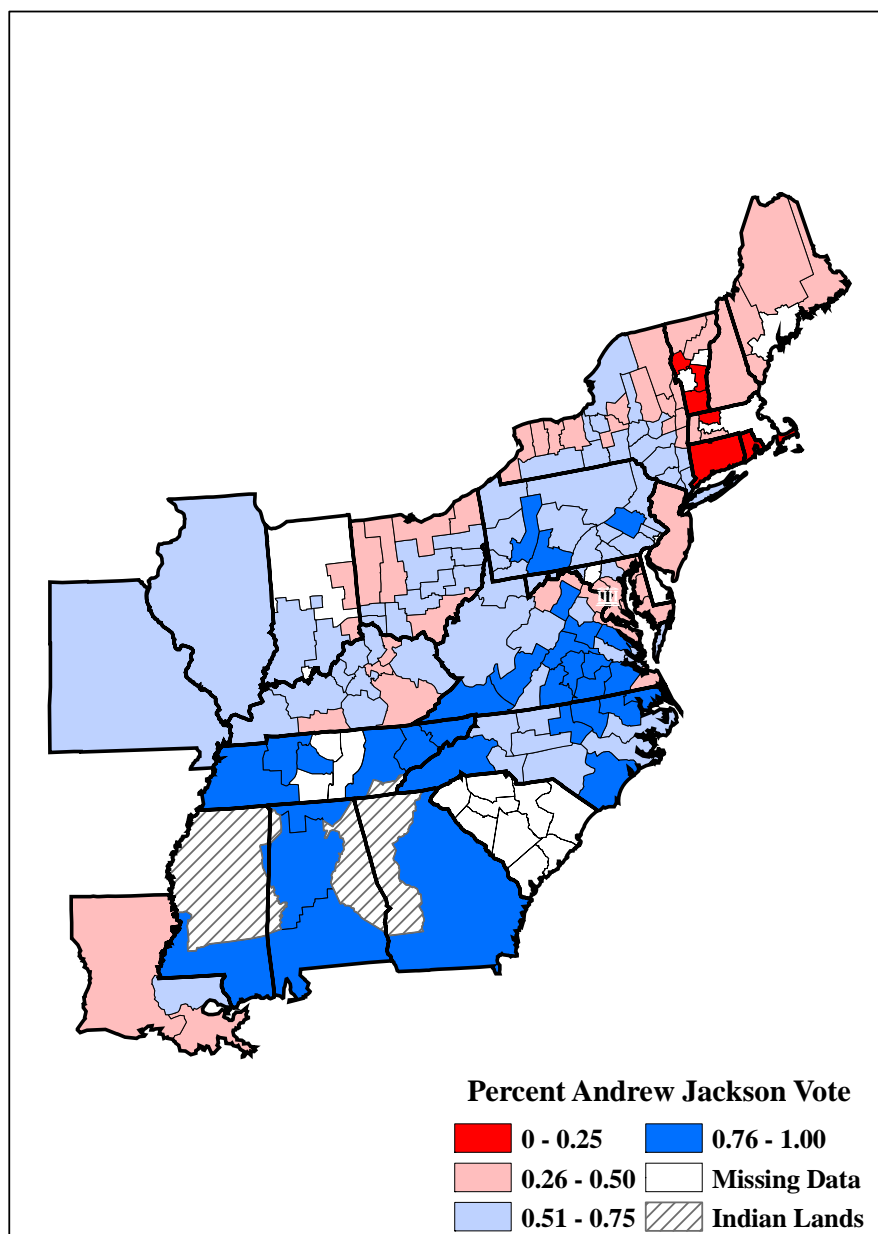 Percent Andrew Jackson Vote
0 - 0.25
0.26 - 0.50
0.51 - 0.75
0.76 - 1.00
Missing Data
Indian Lands